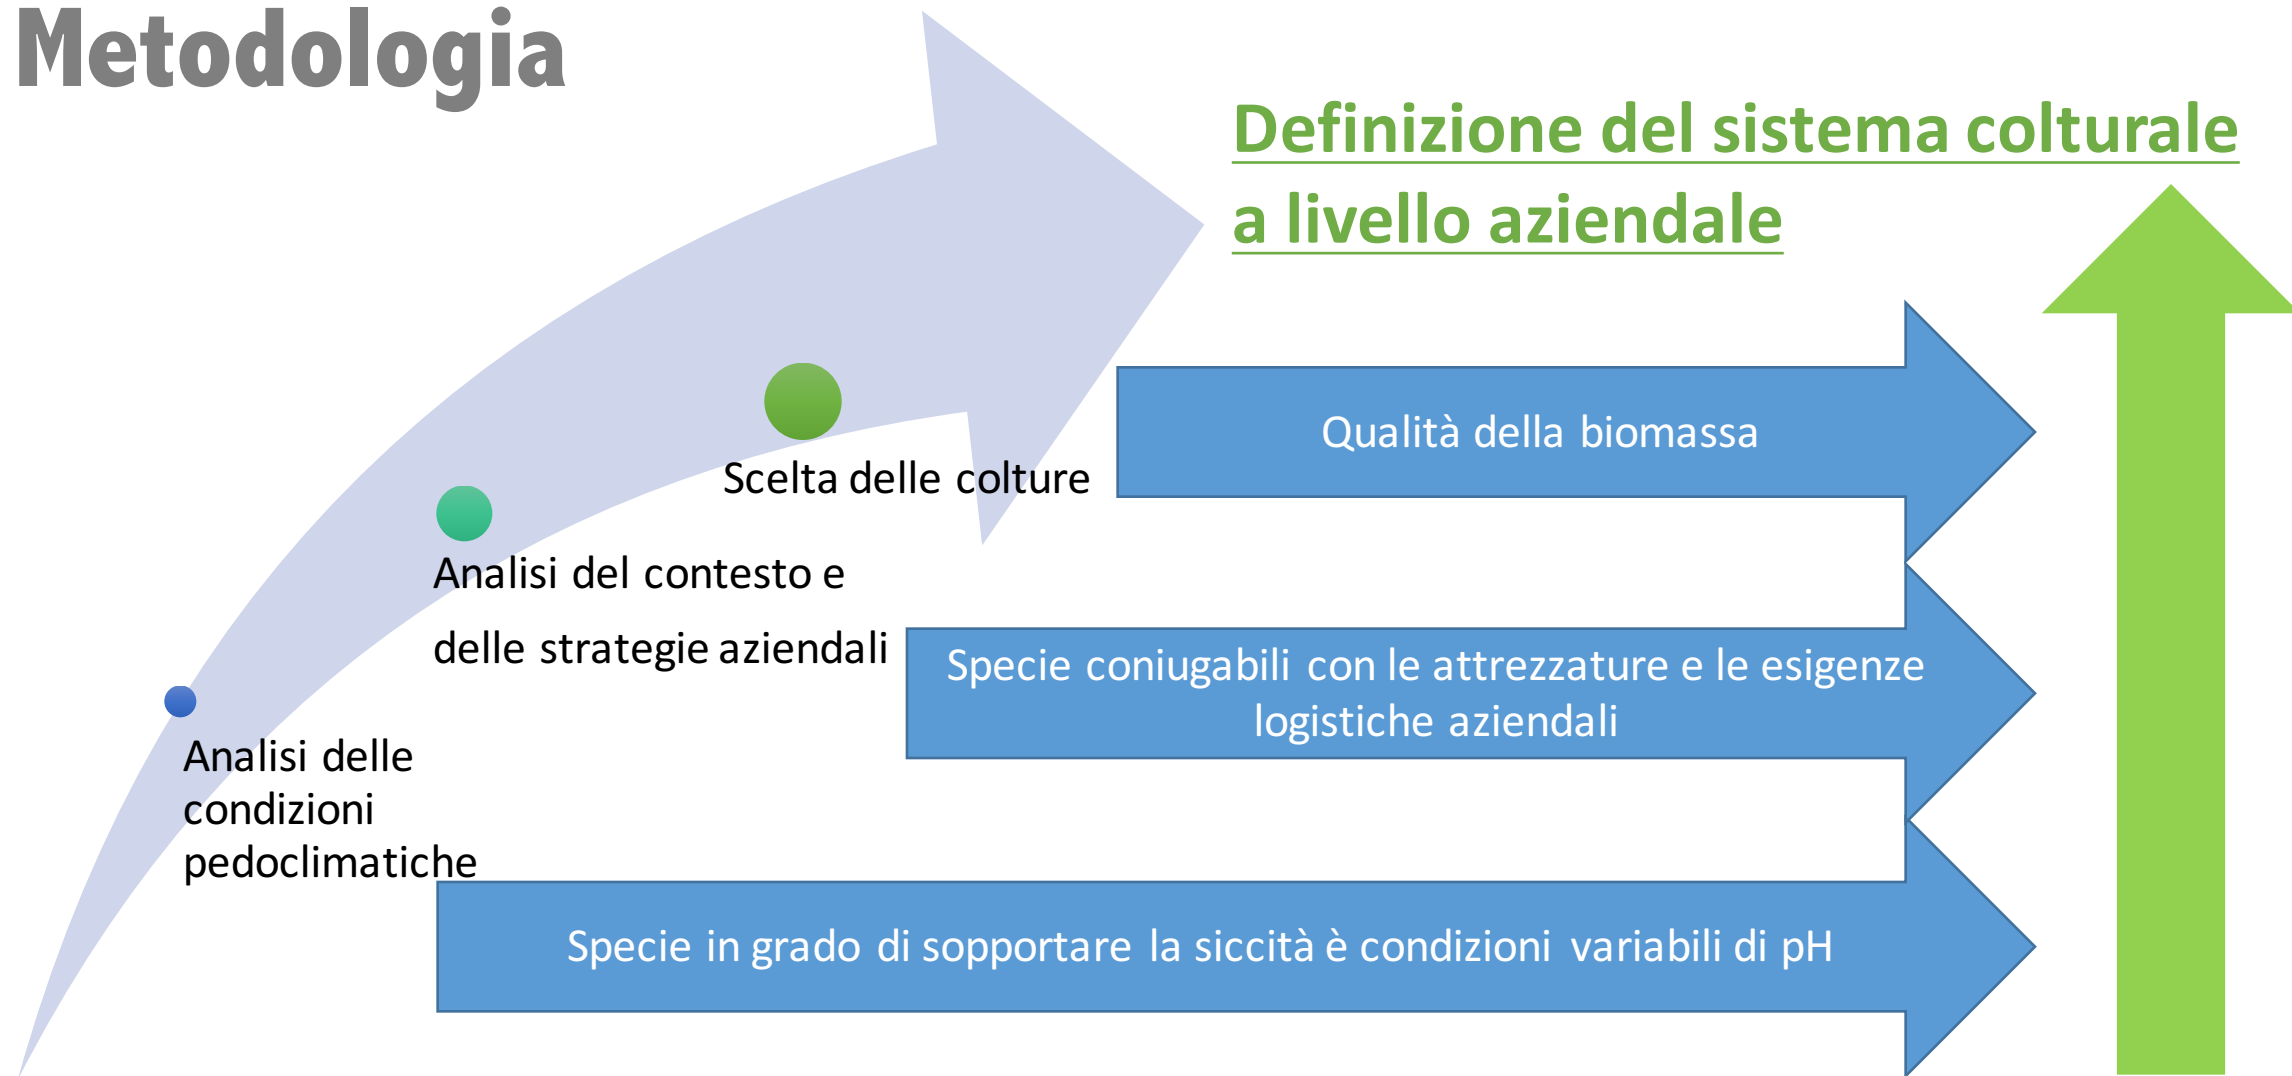 Metodologia
Definizione del sistema colturale
a livello aziendale
Qualità della biomassa
Scelta delle colture
Analisi del contesto e
delle strategie aziendali
Specie coniugabili con le attrezzature e le esigenze
logistiche aziendali
Analisi delle
condizioni
pedoclimatiche
Specie in grado di sopportare la siccità è condizioni variabili di pH